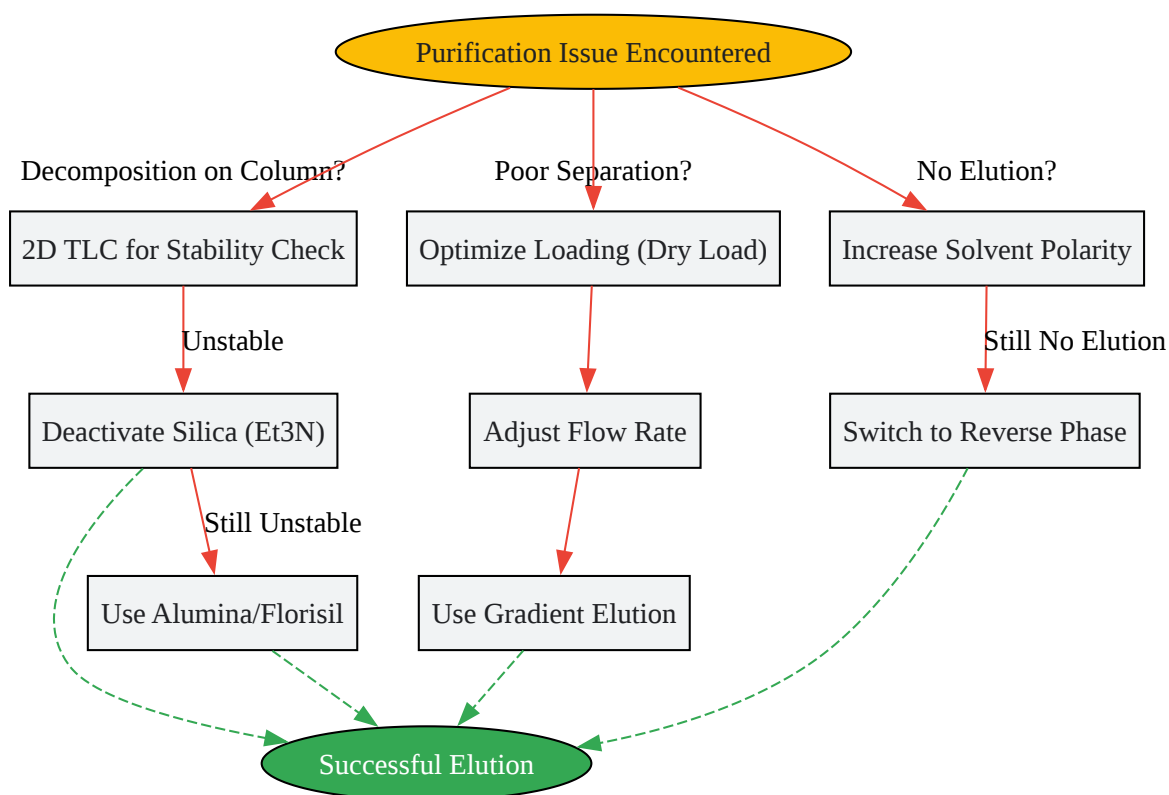 Purification Issue Encountered
Decomposition on Column?
Poor Separation?
No Elution?
2D TLC for Stability Check
Optimize Loading (Dry Load)
Increase Solvent Polarity
Unstable
Still No Elution
Deactivate Silica (Et3N)
Adjust Flow Rate
Switch to Reverse Phase
Still Unstable
Use Alumina/Florisil
Use Gradient Elution
Successful Elution